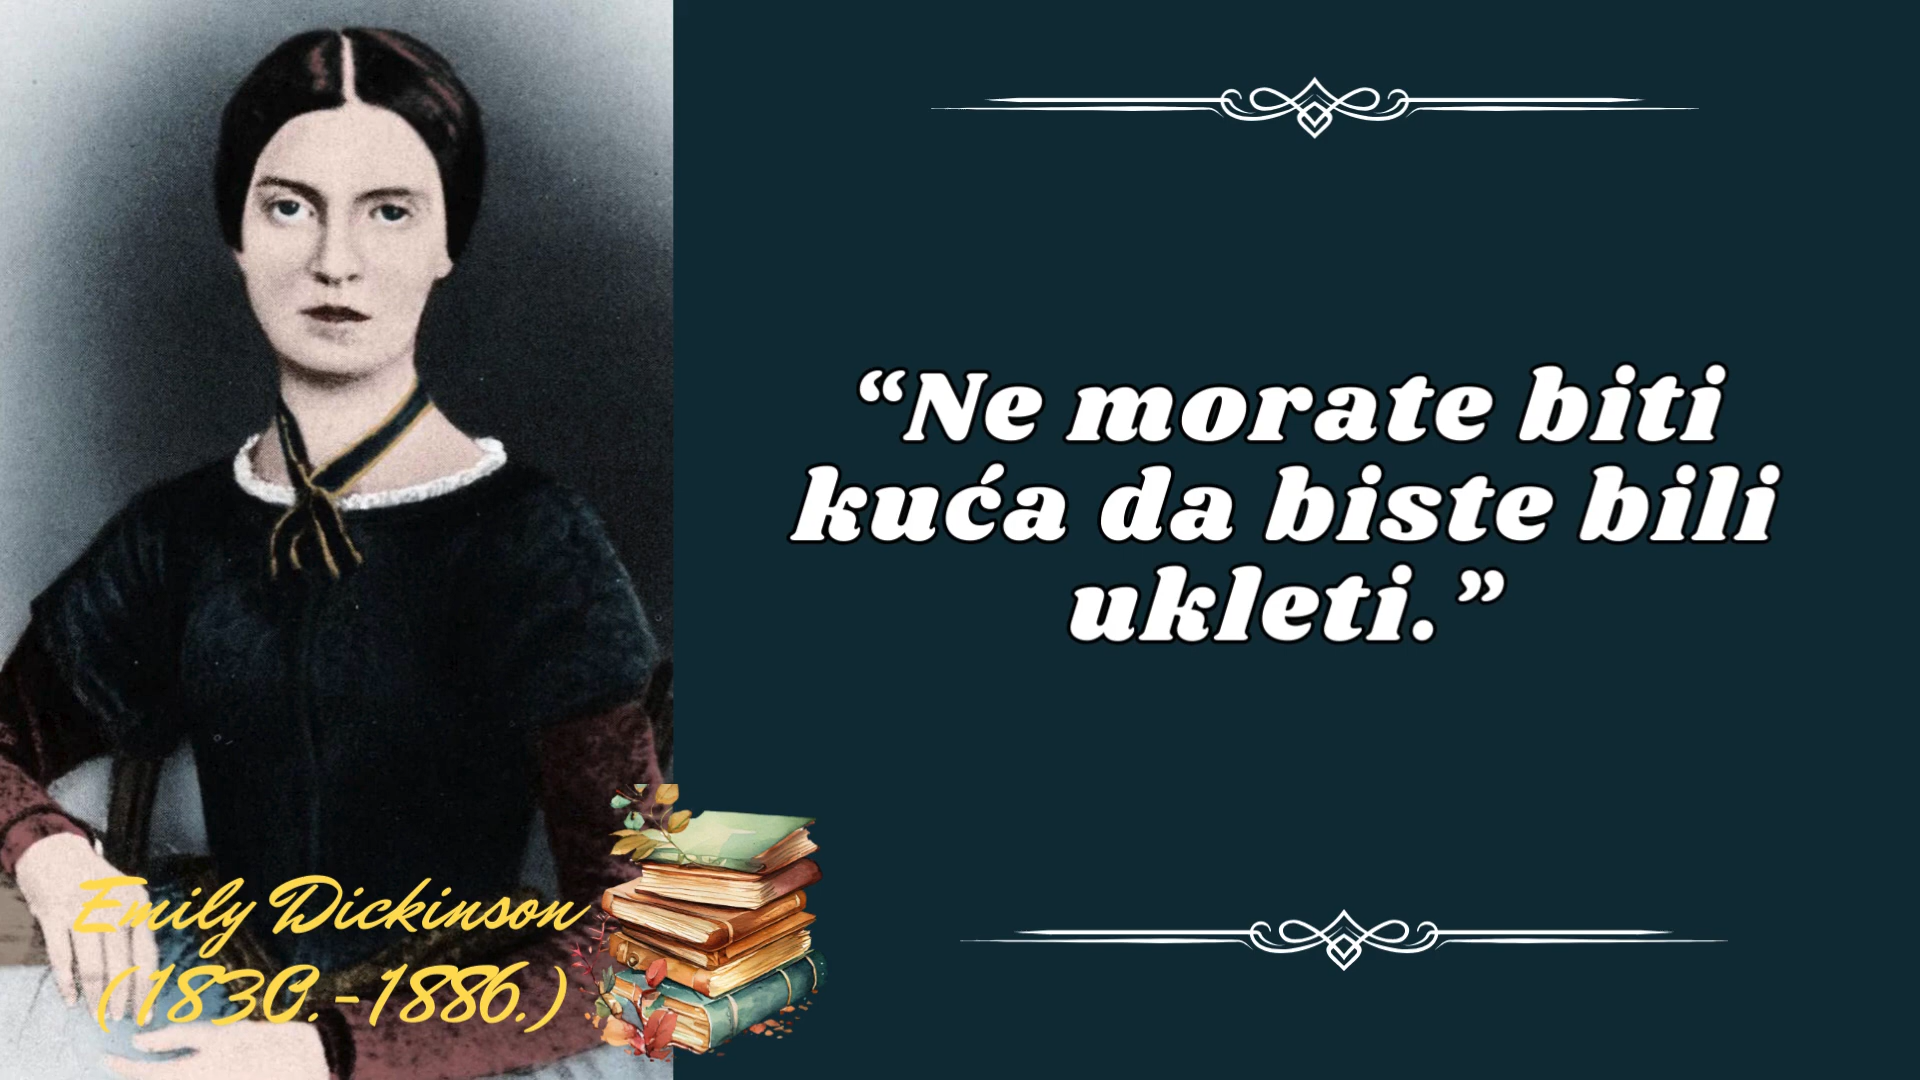 “Ne morate biti
kuća da biste bili
ukleti.”
Emily Dickinson
(1830. - 1886.)